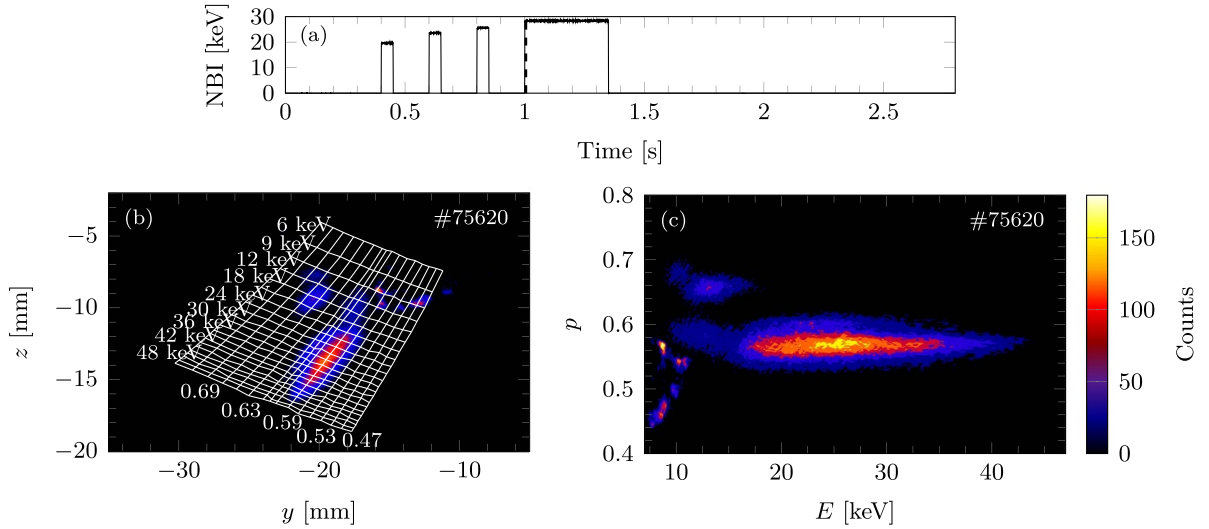 30
20
10
0
NBI [keV]
(a)
0
0.5
1
1.5
2
2.5
Time [s]
(b)
#75620
6 keV
9 keV
12 keV
18 keV
24 keV
30 keV
36 keV
42 keV
48 keV
0.69
0.63
0.59
0.53
0.47
−5
−10
−15
−20
z [mm]
−30
−20
−10
y [mm]
(c)
#75620
0.8
0.7
0.6
0.5
0.4
p
10
20
30
40
E [keV]
150
100
50
0
Counts